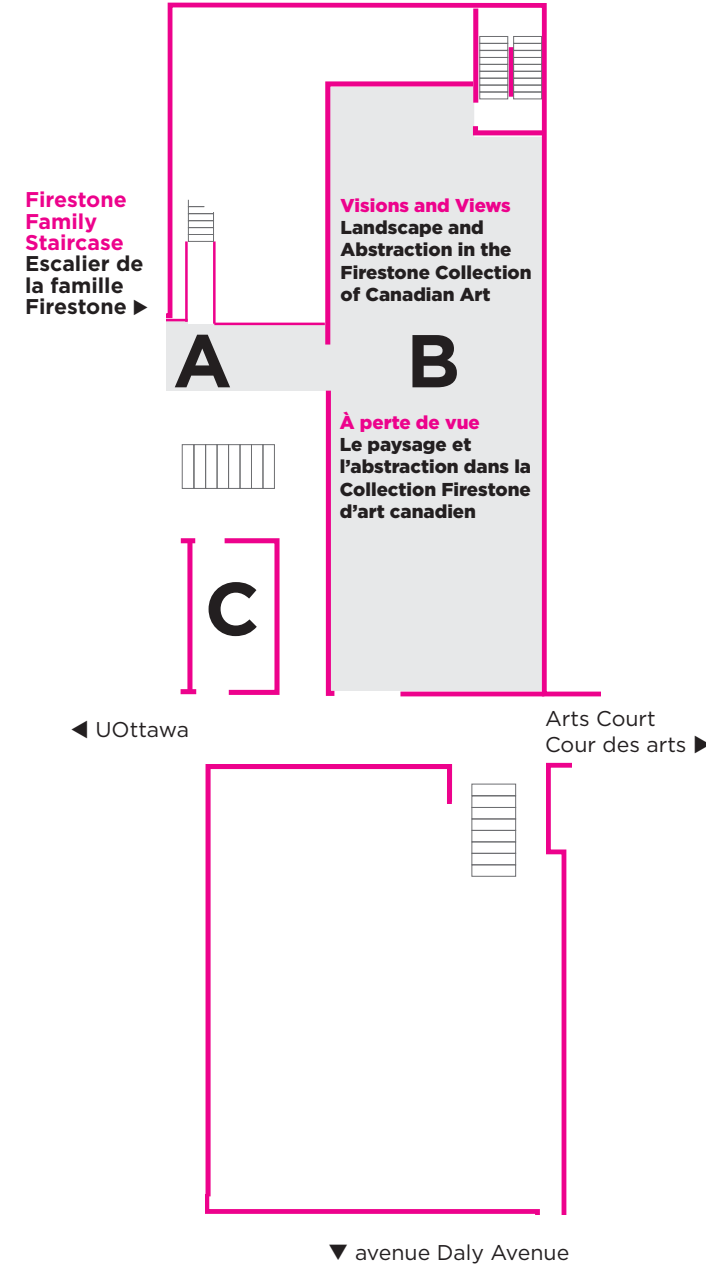 Firestone
Family
Staircase
Escalier de
la famille
Firestone ▶
Visions and Views
Landscape and
Abstraction in the
Firestone Collection
of Canadian Art
A
B
À perte de vue
Le paysage et
l’abstraction dans la
Collection Firestone
d’art canadien
C
◀ UOttawa
Arts Court
Cour des arts ▶
▼ avenue Daly Avenue